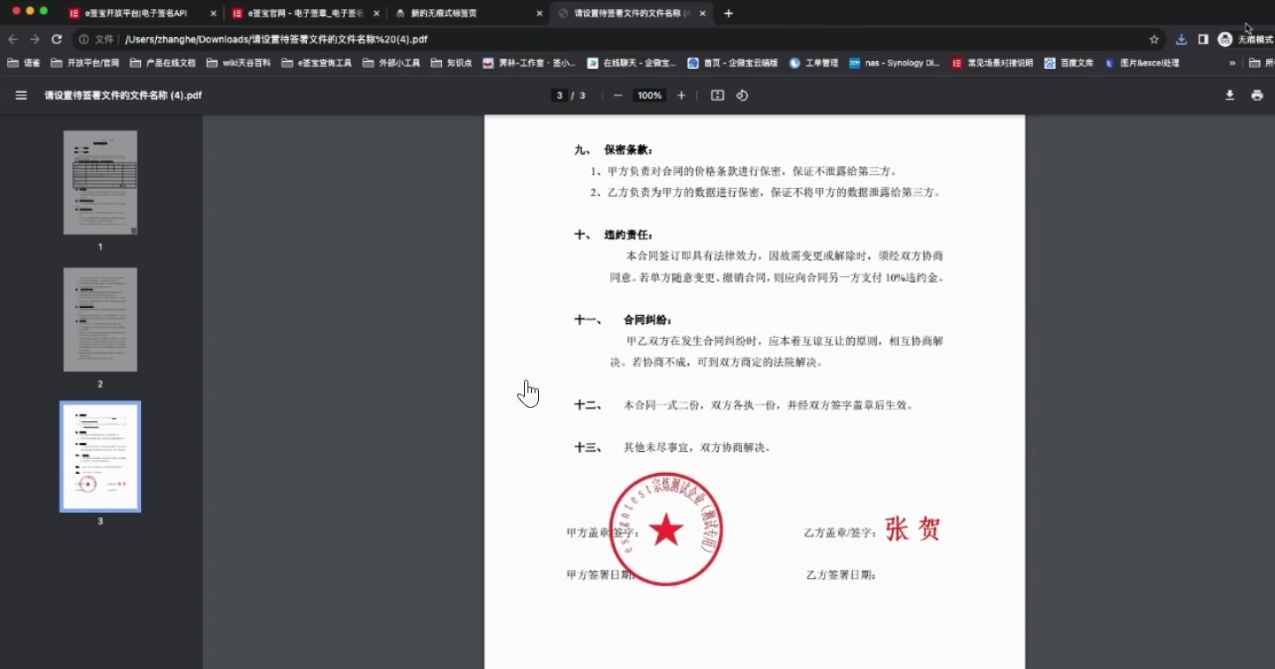 e签宝开放平台|电子签名API
e签宝官网 - 电子签章_电子签名
新的无痕式标签页
请设置待签署文件的文件名称 (4
文件 /Users/zhanghe/Downloads/请设置待签署文件的文件名称%20(4).pdf
无痕模式
语雀 开放平台/官网 产品在线文档 wiki天谷百科 e签宝查询工具 外部小工具 知识点 霁林-工作室 · 签小... 在线聊天 - 企微宝... 首页 - 企微宝云端版 工单管理 nas - Synology Di... 常见场景对接说明 百度文库 图片&excel处理 » 所
请设置待签署文件的文件名称 (4).pdf
3 / 3 − 100% +
1
2
3
九、 保密条款：
1、甲方负责对合同的价格条款进行保密，保证不泄露给第三方。
2、乙方负责为甲方的数据进行保密，保证不将甲方的数据泄露给第三方。
十、 违约责任：
本合同签订即具有法律效力，因故需变更或解除时，须经双方协商
同意。若单方随意变更、撤销合同，则应向合同另一方支付 10%违约金。
十一、 合同纠纷：
甲乙双方在发生合同纠纷时，应本着互谅互让的原则，相互协商解
决。若协商不成，可到双方商定的法院解决。
十二、 本合同一式二份，双方各执一份，并经双方签字盖章后生效。
十三、 其他未尽事宜，双方协商解决。
esigntest宗炼测试企业（测试专用）
甲方盖章/签字：
乙方盖章/签字：张贺
甲方签署日期：
乙方签署日期：